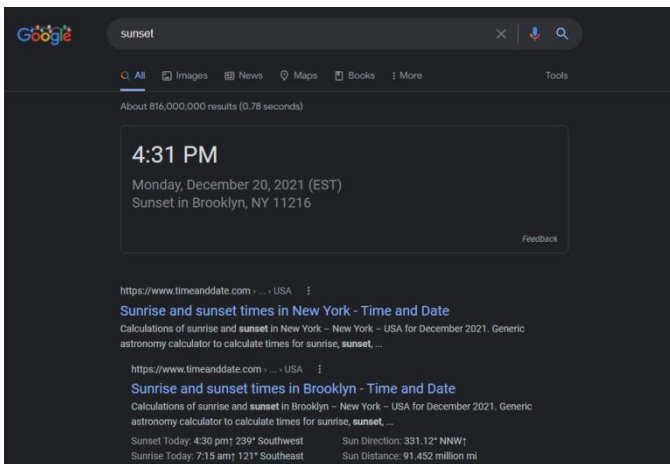 Google
sunset
All Images News Maps Books More Tools
About 816,000,000 results (0.78 seconds)
4:31 PM
Monday, December 20, 2021 (EST)
Sunset in Brooklyn, NY 11216
Feedback
https://www.timeanddate.com › ... › USA
Sunrise and sunset times in New York - Time and Date
Calculations of sunrise and sunset in New York – New York – USA for December 2021. Generic
astronomy calculator to calculate times for sunrise, sunset, ...
https://www.timeanddate.com › ... › USA
Sunrise and sunset times in Brooklyn - Time and Date
Calculations of sunrise and sunset in Brooklyn – New York – USA for December 2021. Generic
astronomy calculator to calculate times for sunrise, sunset, ...
Sunset Today: 4:30 pm↑ 239° Southwest Sun Direction: 331.12° NNW↑
Sunrise Today: 7:15 am↑ 121° Southeast Sun Distance: 91.452 million mi